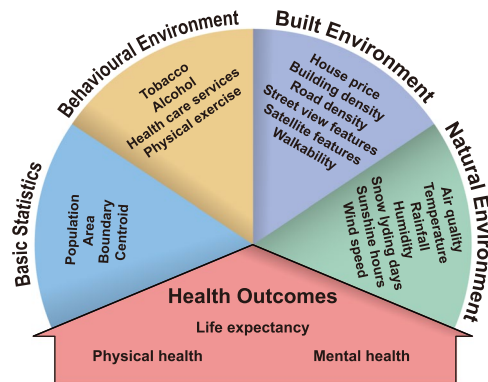 Basic Statistics
Population
Area
Boundary
Centroid
Behavioural Environment
Tobacco
Alcohol
Health care services
Physical exercise
Built Environment
House price
Building density
Road density
Street view features
Satellite features
Walkability
Natural Environment
Air quality
Temperature
Rainfall
Humidity
Snow lyding days
Sunshine hours
Wind speed
Health Outcomes
Life expectancy
Physical health
Mental health